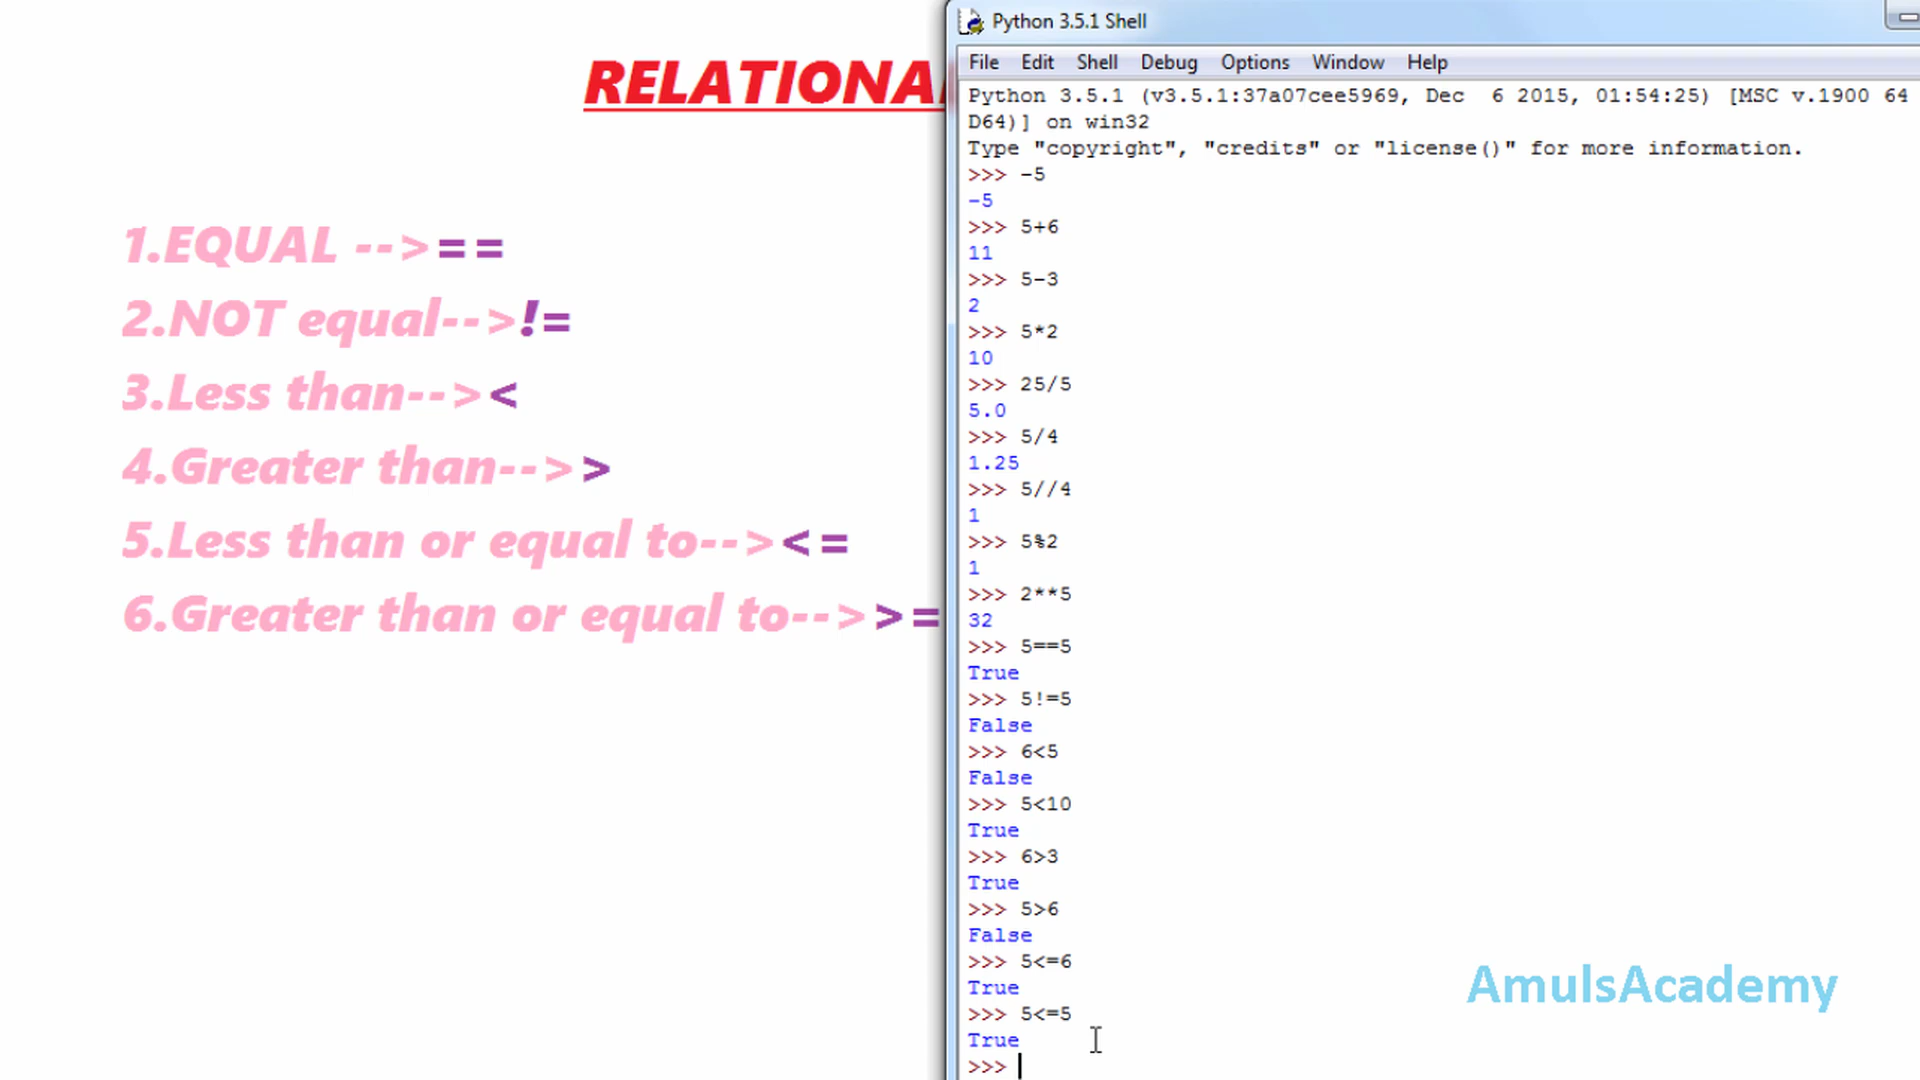 RELATIONAL
1.EQUAL -->==
2.NOT equal-->!=
3.Less than--><
4.Greater than-->>
5.Less than or equal to--><=
6.Greater than or equal to-->>=
Python 3.5.1 Shell
File Edit Shell Debug Options Window Help
Python 3.5.1 (v3.5.1:37a07cee5969, Dec  6 2015, 01:54:25) [MSC v.1900 64
D64)] on win32
Type "copyright", "credits" or "license()" for more information.
>>> -5
-5
>>> 5+6
11
>>> 5-3
2
>>> 5*2
10
>>> 25/5
5.0
>>> 5/4
1.25
>>> 5//4
1
>>> 5%2
1
>>> 2**5
32
>>> 5==5
True
>>> 5!=5
False
>>> 6<5
False
>>> 5<10
True
>>> 6>3
True
>>> 5>6
False
>>> 5<=6
True
>>> 5<=5
True
>>>
AmulsAcademy